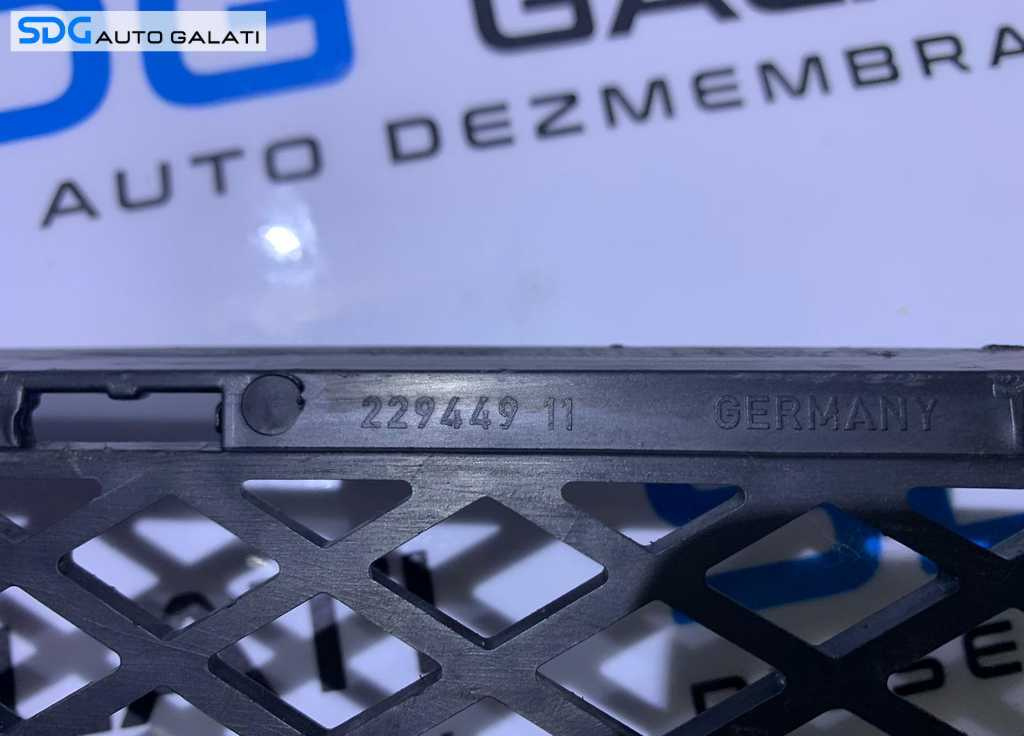 SDG AUTO GALATI
AUTO DEZMEMBRA
229449 11 GERMANY